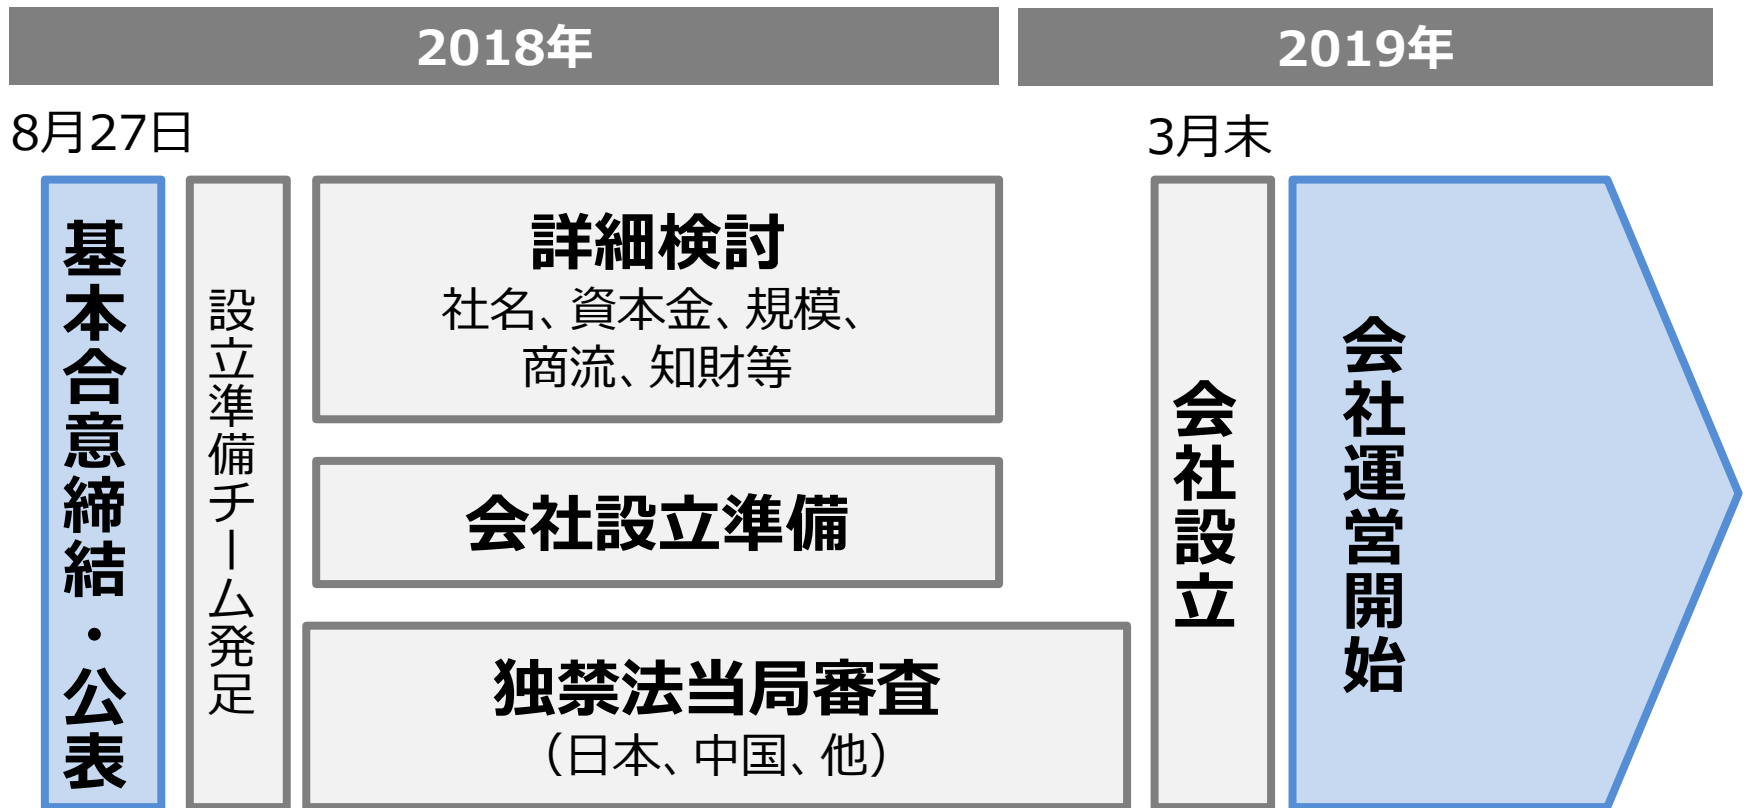 2018年
2019年
8月27日
3月末
基本合意締結・公表
設立準備チーム発足
詳細検討
社名、資本金、規模、
商流、知財等
会社設立準備
独禁法当局審査
（日本、中国、他）
会社設立
会社運営開始